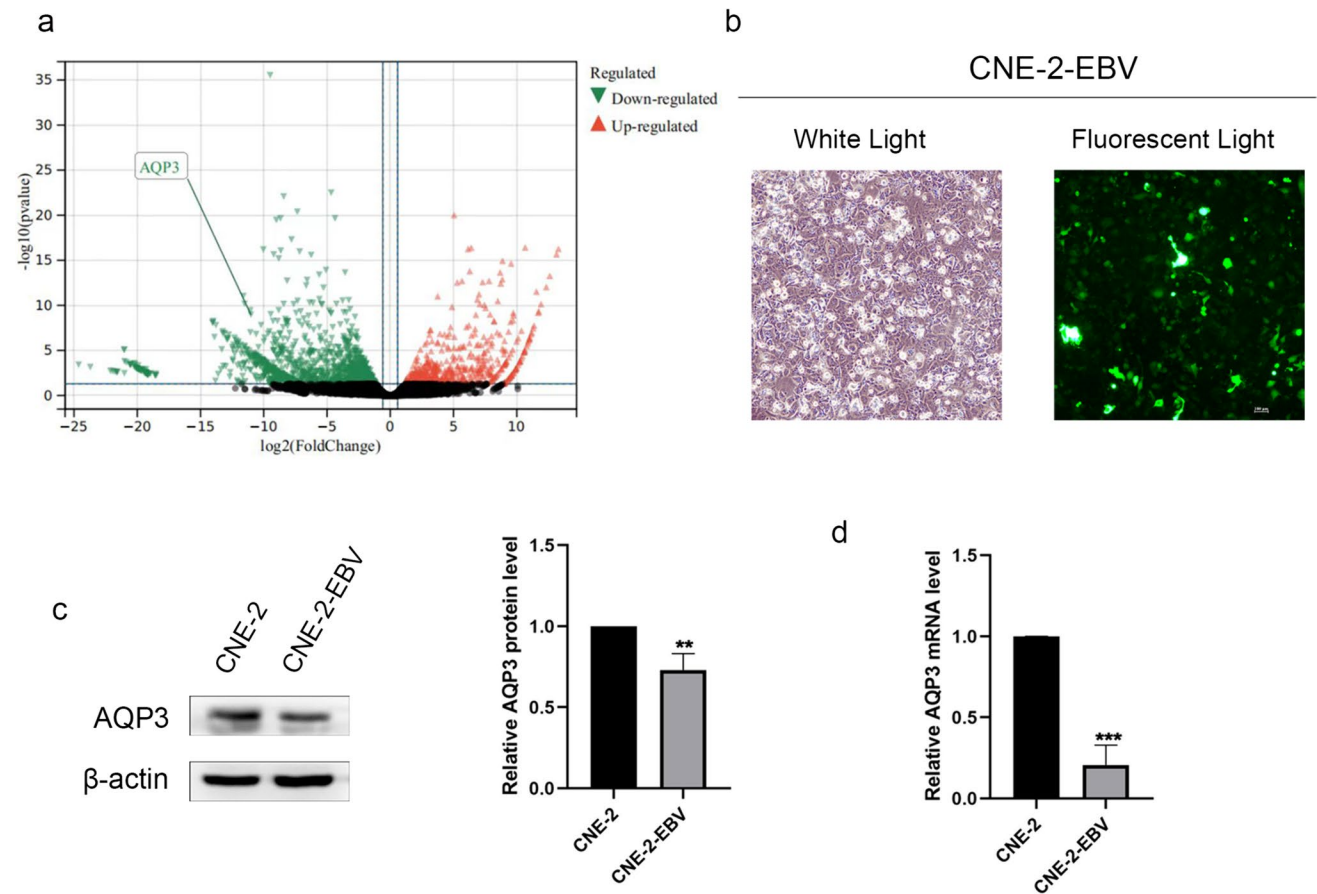 a
35
30
25
20
15
10
5
0
-log10(pvalue)
AQP3
−25
−20
−15
−10
−5
0
5
10
log2(FoldChange)
Regulated
Down-regulated
Up-regulated
b
CNE-2-EBV
White Light
Fluorescent Light
c
CNE-2
CNE-2-EBV
AQP3
β-actin
Relative AQP3 protein level
1.5
1.0
0.5
0.0
**
CNE-2
CNE-2-EBV
d
Relative AQP3 mRNA level
1.5
1.0
0.5
0.0
***
CNE-2
CNE-2-EBV